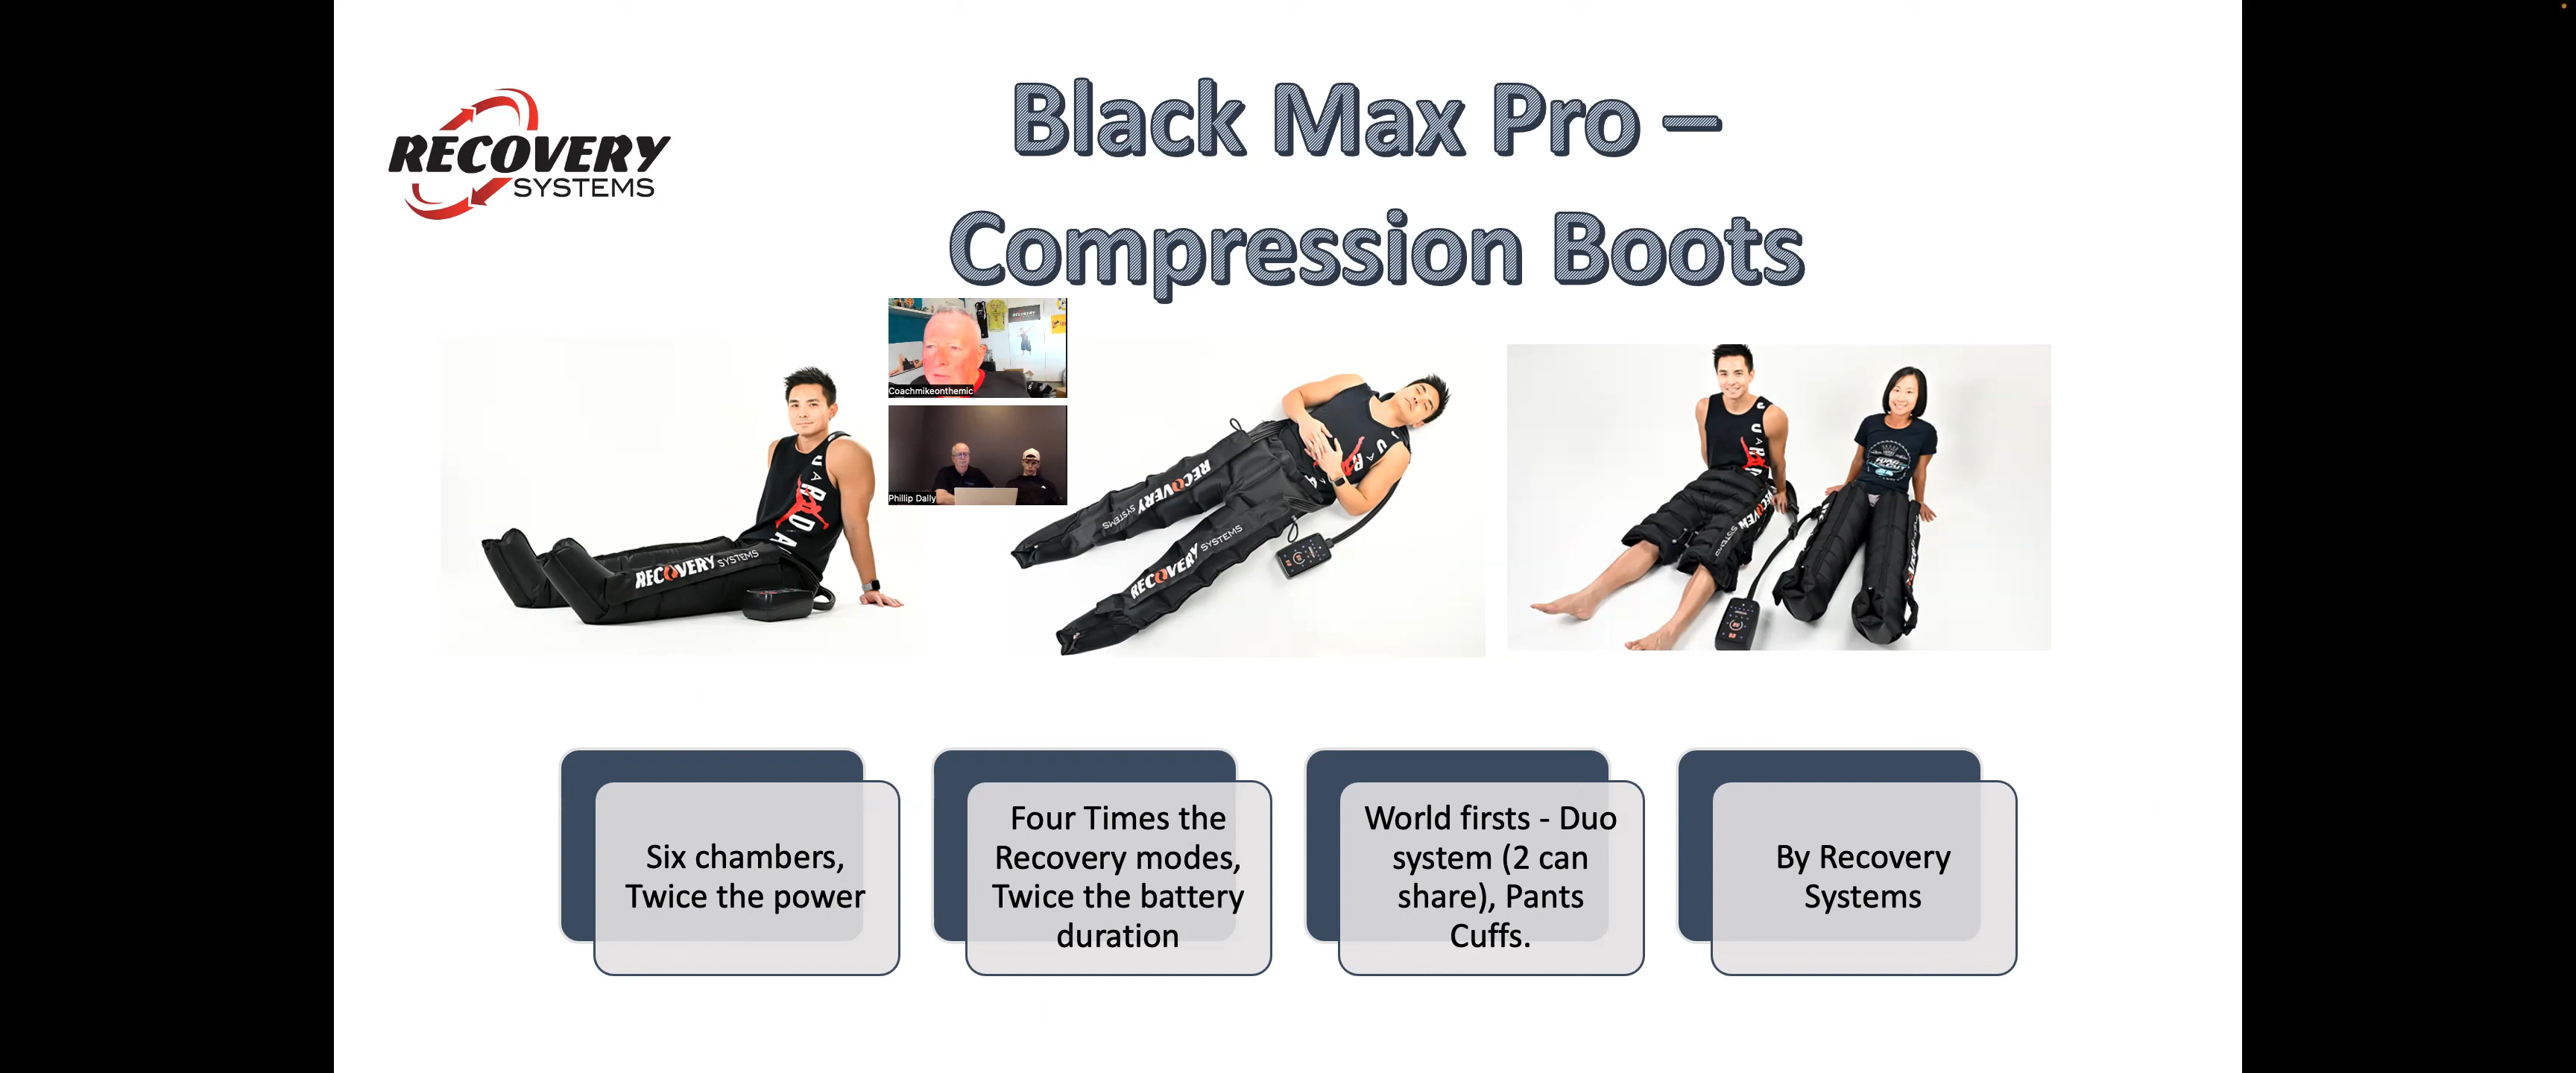 RECOVERY
SYSTEMS
Black Max Pro –
Compression Boots
Coachmikeonthemic
Phillip Dally
RECOVERY SYSTEMS
RECOVERY SYSTEMS
RECOVERY SYSTEMS
Six chambers,
Twice the power
Four Times the
Recovery modes,
Twice the battery
duration
World firsts - Duo
system (2 can
share), Pants
Cuffs.
By Recovery
Systems